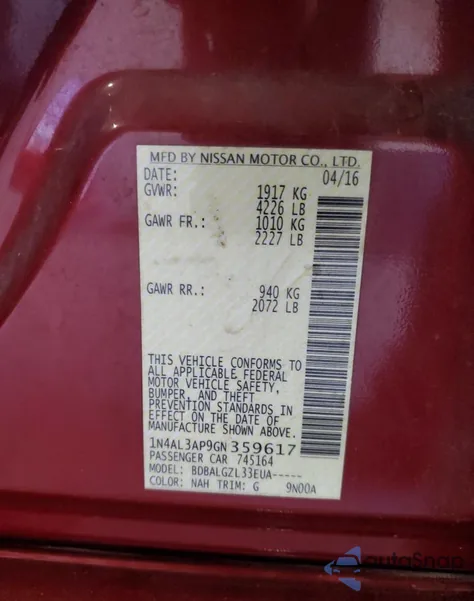 MFD BY NISSAN MOTOR CO., LTD.
DATE: 04/16
GVWR: 1917 KG
4226 LB
GAWR FR.: 1010 KG
2227 LB
GAWR RR.: 940 KG
2072 LB
THIS VEHICLE CONFORMS TO
ALL APPLICABLE FEDERAL
MOTOR VEHICLE SAFETY,
BUMPER, AND THEFT
PREVENTION STANDARDS IN
EFFECT ON THE DATE OF
MANUFACTURE SHOWN ABOVE.
1N4AL3AP9GN359617
PASSENGER CAR 745164
MODEL: BDBALGZL33EUA-----
COLOR: NAH TRIM: G 9N00A
autoSnap